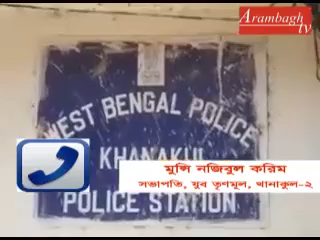 Arambagh
tv
WEST BENGAL POLICE
KHANAKUL
POLICE STATION
মুন্সি নজিবুল করিম
সভাপতি, যুব তৃণমূল, খানাকুল-২